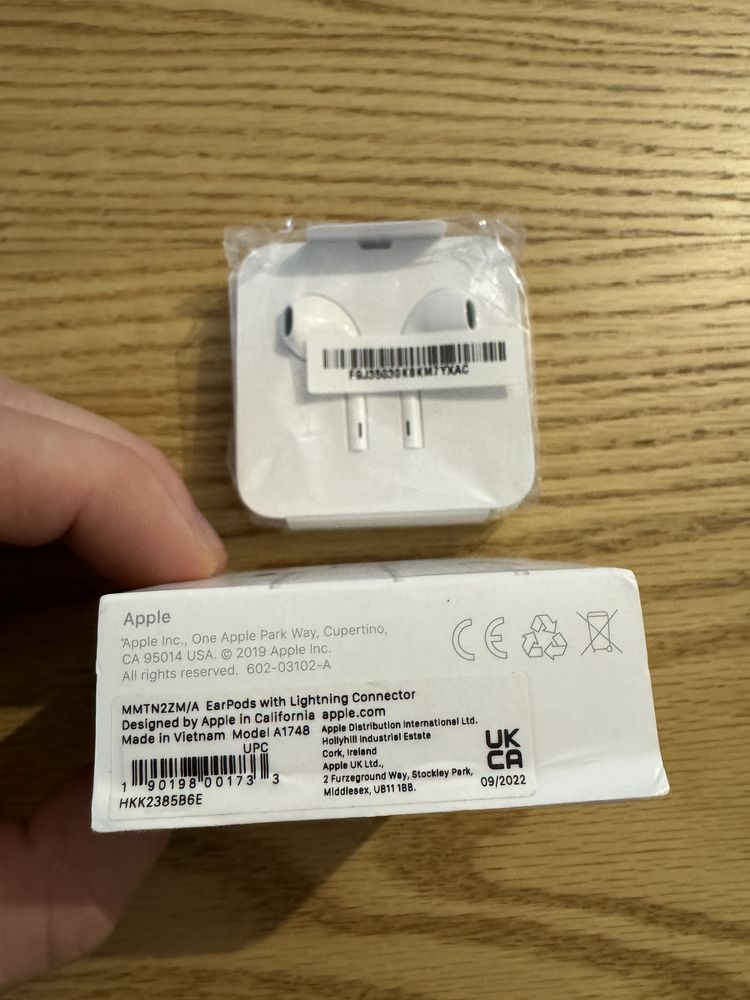 F9J35030K9KM7YXAC
Apple
Apple Inc., One Apple Park Way, Cupertino,
CA 95014 USA. © 2019 Apple Inc.
All rights reserved. 602-03102-A
CE
MMTN2ZM/A EarPods with Lightning Connector
Designed by Apple in California apple.com
Made in Vietnam Model A1748
UPC
1 90198 00173 3
HKK2385B6E
Apple Distribution International Ltd.
Hollyhill Industrial Estate
Cork, Ireland
Apple UK Ltd.,
2 Furzeground Way, Stockley Park,
Middlesex, UB11 1BB.
UK
CA
09/2022